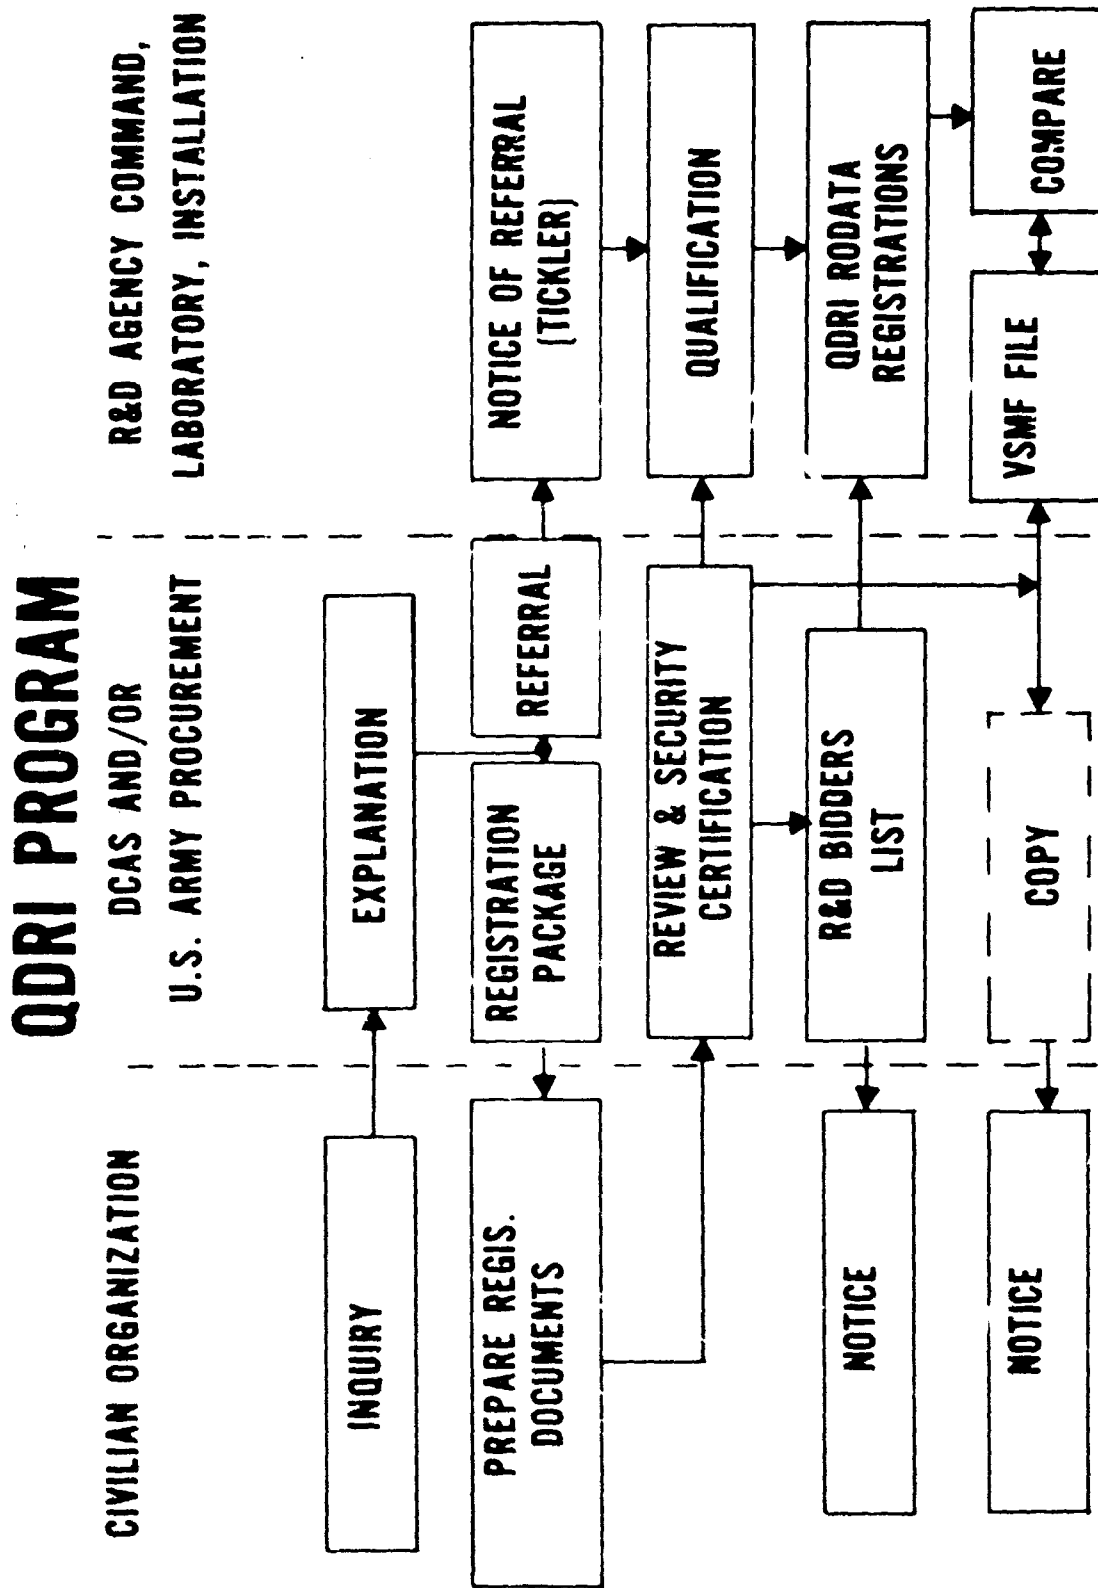 QDRI PROGRAM
CIVILIAN ORGANIZATION
DCAS AND/OR
U.S. ARMY PROCUREMENT
R&D AGENCY COMMAND,
LABORATORY, INSTALLATION
INQUIRY
EXPLANATION
PREPARE REGIS.
DOCUMENTS
REGISTRATION
PACKAGE
REFERRAL
NOTICE OF REFERRAL
(TICKLER)
REVIEW & SECURITY
CERTIFICATION
QUALIFICATION
NOTICE
R&D BIDDERS
LIST
QDRI RODATA
REGISTRATIONS
NOTICE
COPY
VSMF FILE
COMPARE